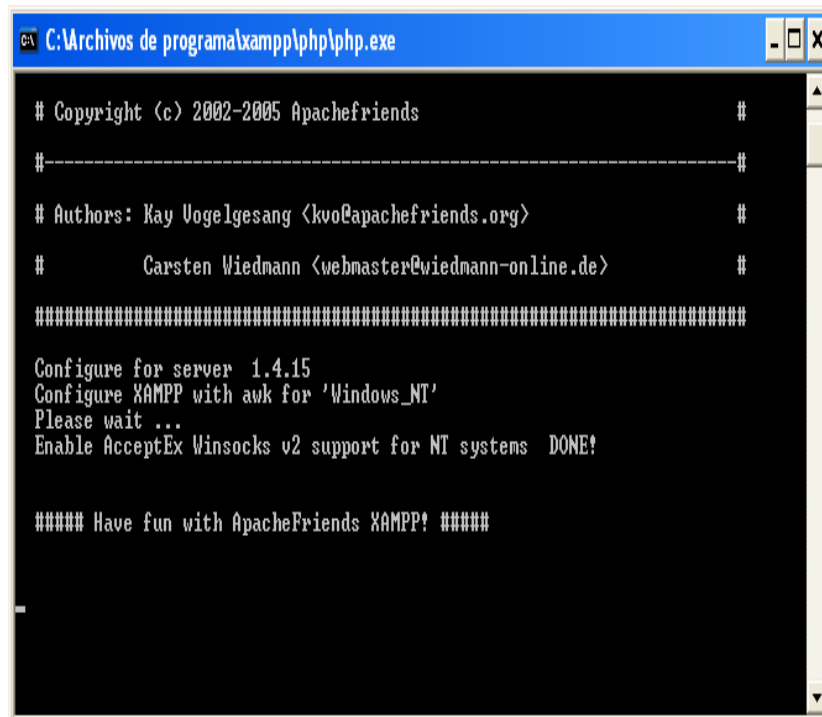 C:\Archivos de programa\xampp\php\php.exe
# Copyright (c) 2002-2005 Apachefriends #
#----------------------------------------------------------------------#
# Authors: Kay Vogelgesang <kvo@apachefriends.org> #
# Carsten Wiedmann <webmaster@wiedmann-online.de> #
########################################################################
Configure for server 1.4.15
Configure XAMPP with awk for 'Windows_NT'
Please wait ...
Enable AcceptEx Winsocks v2 support for NT systems DONE!
##### Have fun with ApacheFriends XAMPP! #####